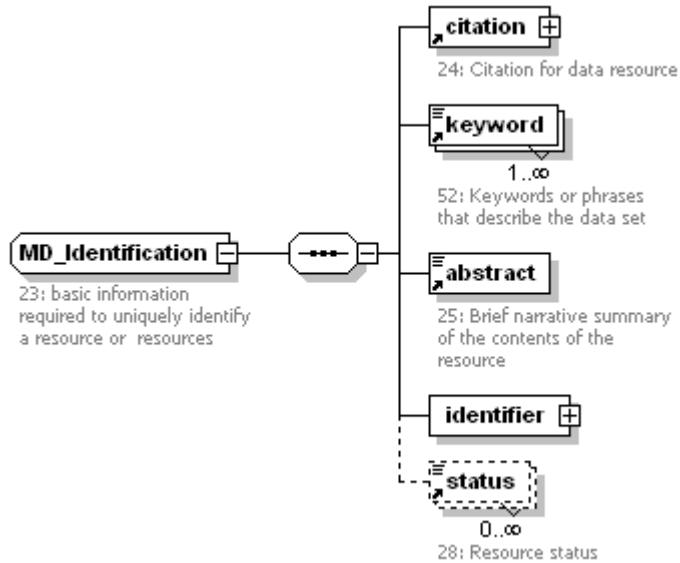 citation
24: Citation for data resource
keyword
1..∞
52: Keywords or phrases
that describe the data set
MD_Identification
23: basic information
required to uniquely identify
a resource or  resources
abstract
25: Brief narrative summary
of the contents of the
resource
identifier
status
0..∞
28: Resource status